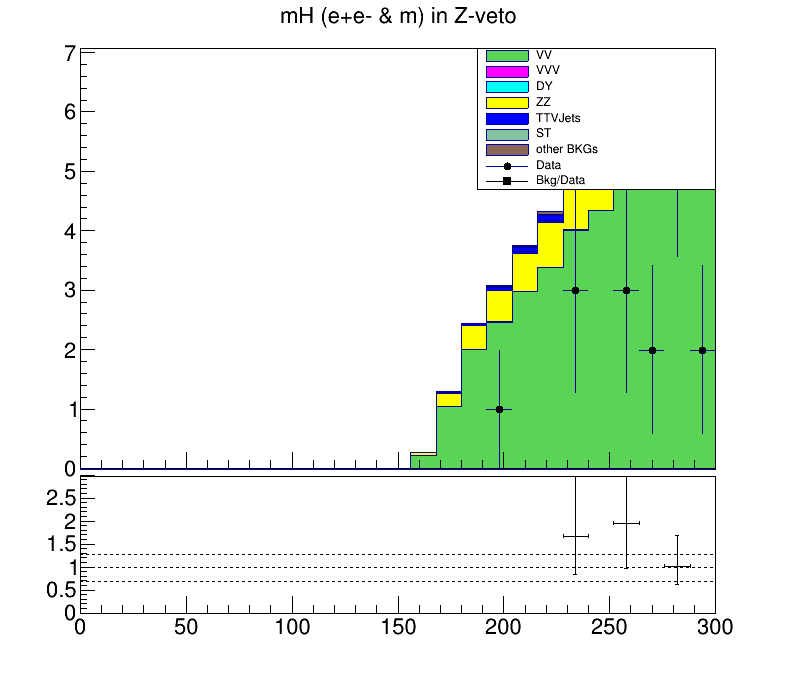 mH (e+e- & m) in Z-veto
7
6
5
4
3
2
1
0
VV
VVV
DY
ZZ
TTVJets
ST
other BKGs
Data
Bkg/Data
2.5
2
1.5
1
0.5
0
0 50 100 150 200 250 300